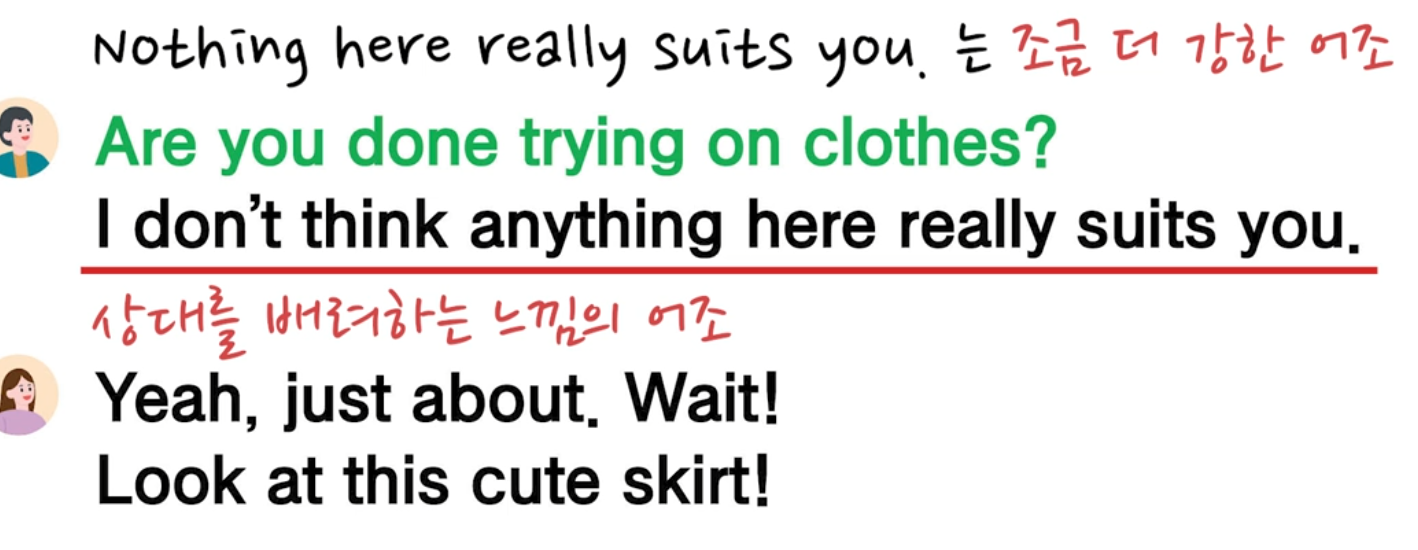 Nothing here really suits you. 는 조금 더 강한 어조
Are you done trying on clothes?
I don't think anything here really suits you.
상대를 배려하는 느낌의 어조
Yeah, just about. Wait!
Look at this cute skirt!